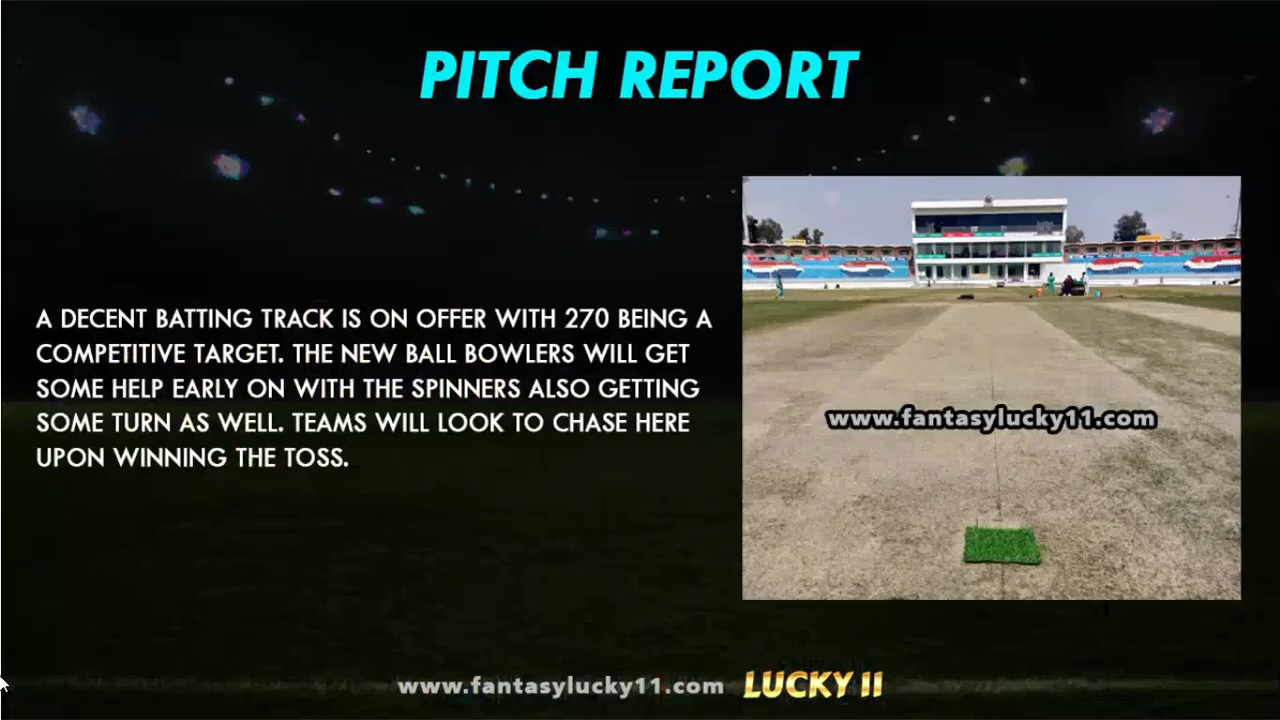 PITCH REPORT
A DECENT BATTING TRACK IS ON OFFER WITH 270 BEING A
COMPETITIVE TARGET. THE NEW BALL BOWLERS WILL GET
SOME HELP EARLY ON WITH THE SPINNERS ALSO GETTING
SOME TURN AS WELL. TEAMS WILL LOOK TO CHASE HERE
UPON WINNING THE TOSS.
www.fantasylucky11.com
www.fantasylucky11.com LUCKY 11